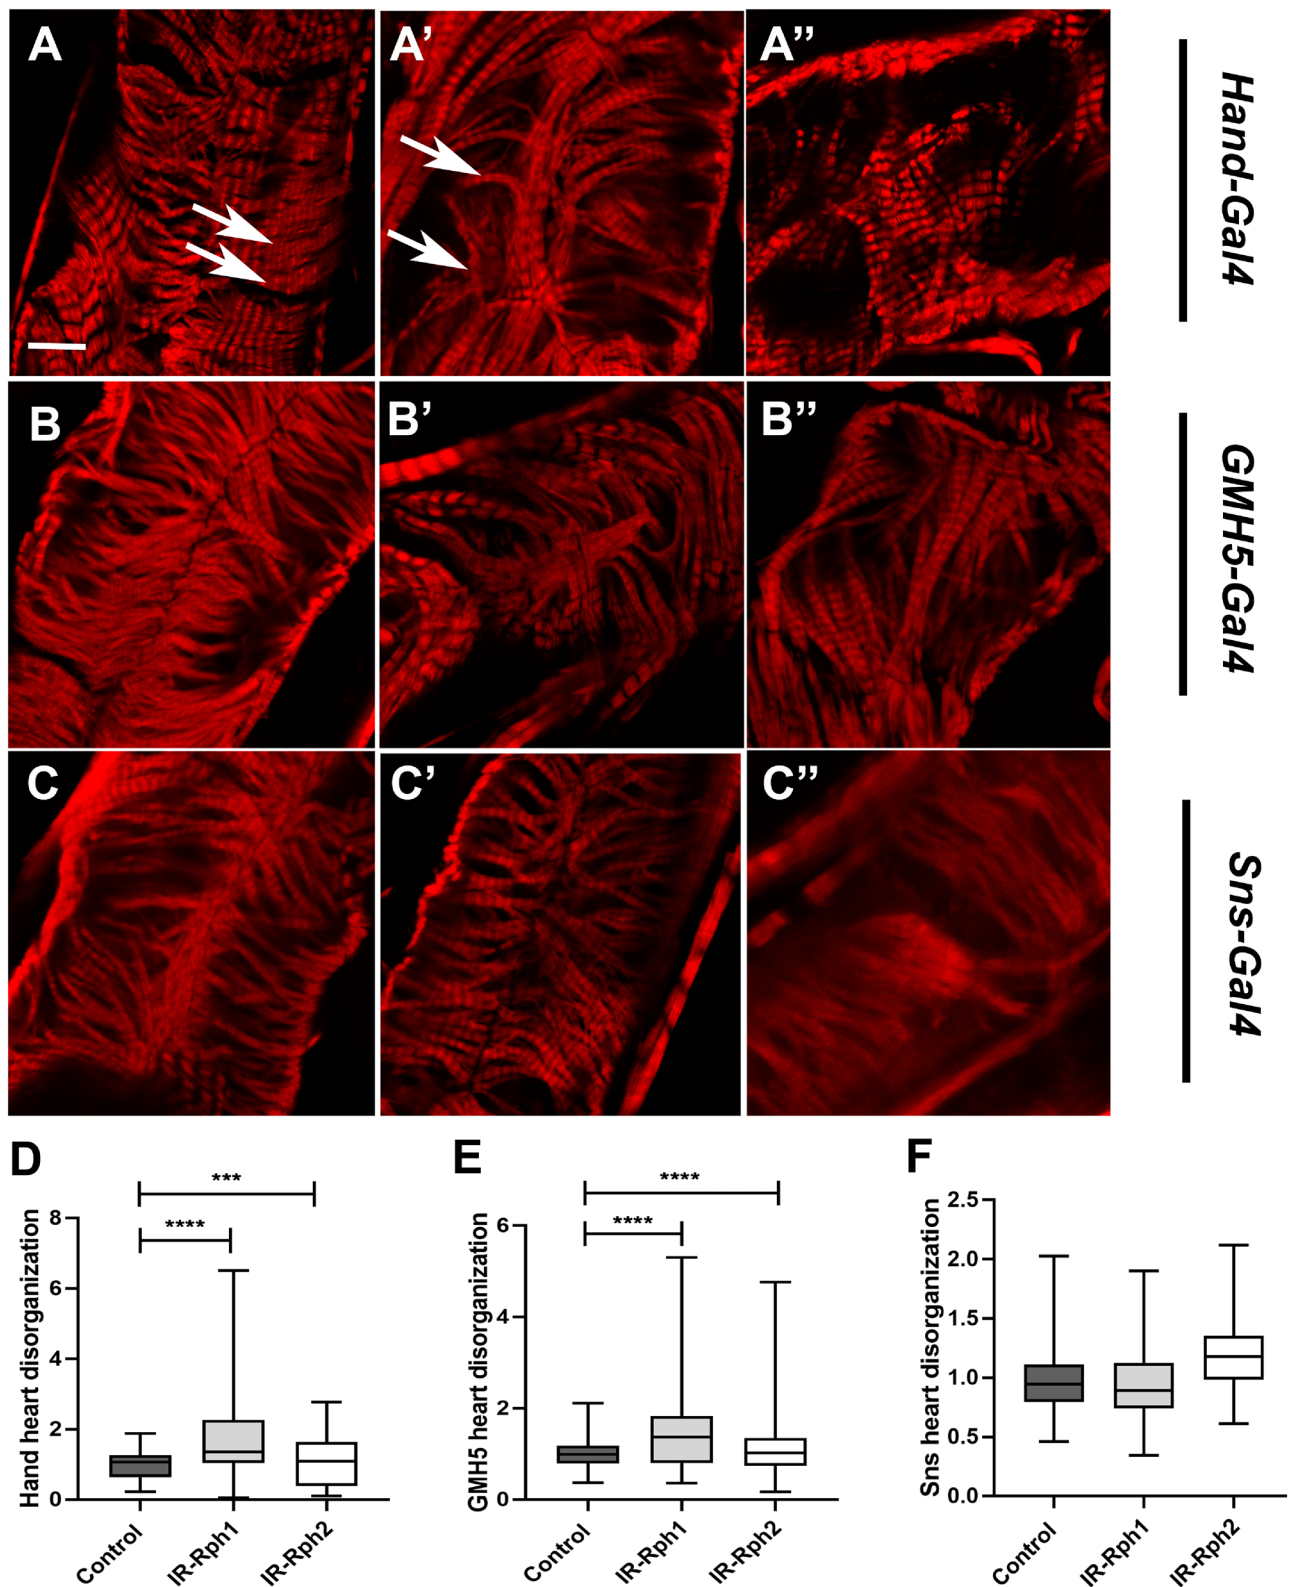 A
A’
A’’
Hand-Gal4
B
B’
B’’
GMH5-Gal4
C
C’
C’’
Sns-Gal4
D
Hand heart disorganization
8
6
4
2
0
***
****
Control
IR-Rph1
IR-Rph2
E
GMH5 heart disorganization
6
4
2
0
****
****
Control
IR-Rph1
IR-Rph2
F
Sns heart disorganization
2.5
2.0
1.5
1.0
0.5
0.0
Control
IR-Rph1
IR-Rph2